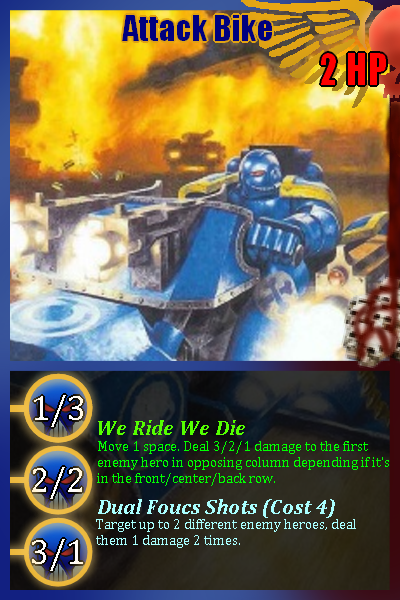 Attack Bike
2 HP
1/3
2/2
3/1
We Ride We Die
Move 1 space. Deal 3/2/1 damage to the first
enemy hero in opposing column depending if it's
in the front/center/back row.
Dual Foucs Shots (Cost 4)
Target up to 2 different enemy heroes, deal
them 1 damage 2 times.